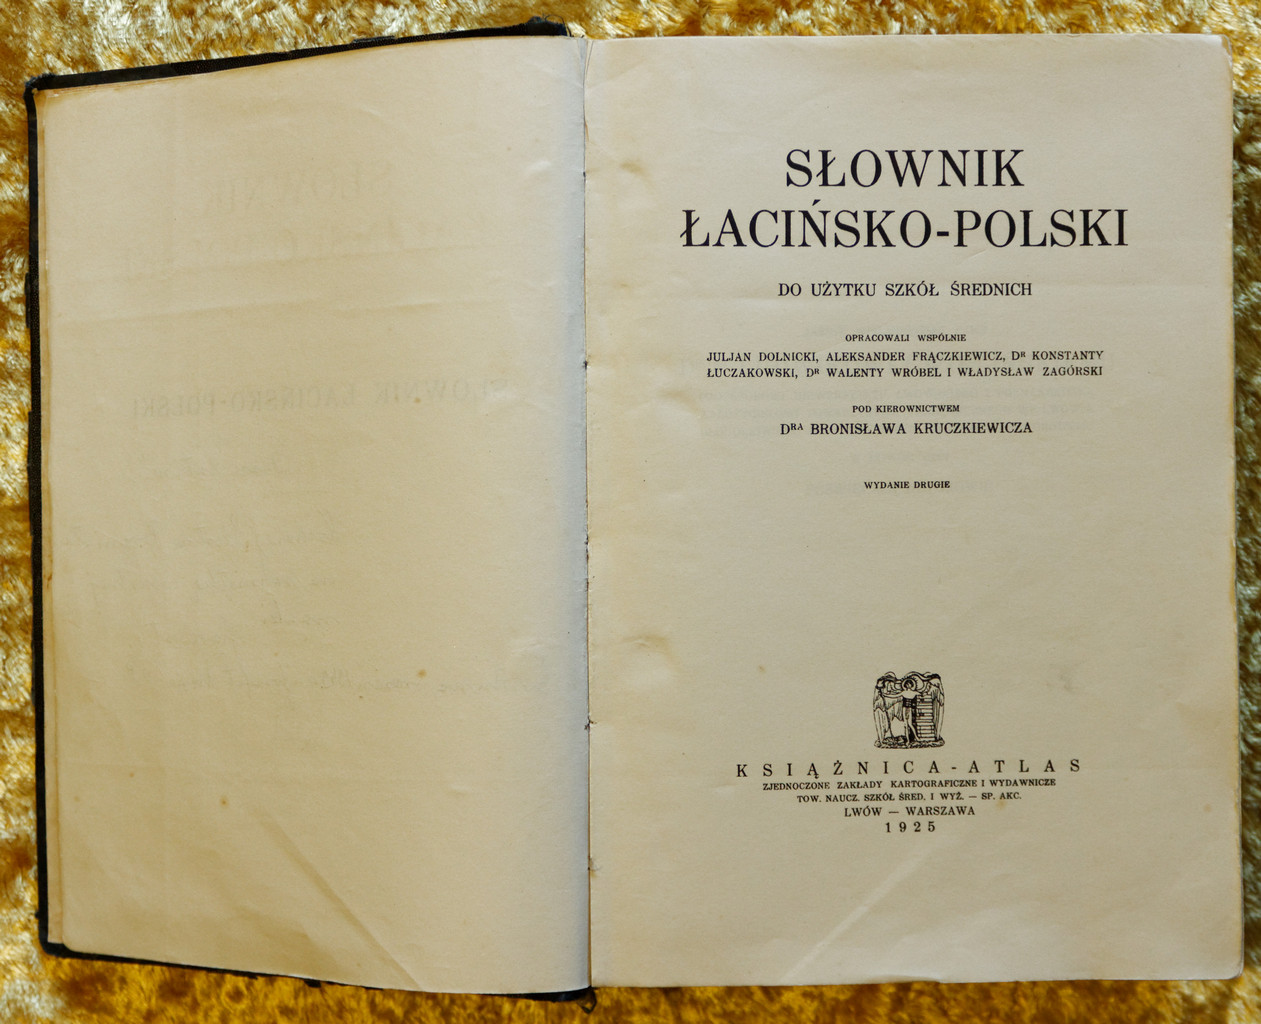 SŁOWNIK
ŁACIŃSKO-POLSKI
DO UŻYTKU SZKÓŁ ŚREDNICH
OPRACOWALI WSPÓLNIE
JULJAN DOLNICKI, ALEKSANDER FRĄCZKIEWICZ, DR KONSTANTY
ŁUCZAKOWSKI, DR WALENTY WRÓBEL I WŁADYSŁAW ZAGÓRSKI
POD KIEROWNICTWEM
DRA BRONISŁAWA KRUCZKIEWICZA
WYDANIE DRUGIE
KSIĄŻNICA-ATLAS
ZJEDNOCZONE ZAKŁADY KARTOGRAFICZNE I WYDAWNICZE
TOW. NAUCZ. SZKÓŁ ŚRED. I WYŻ. — SP. AKC.
LWÓW — WARSZAWA
1925